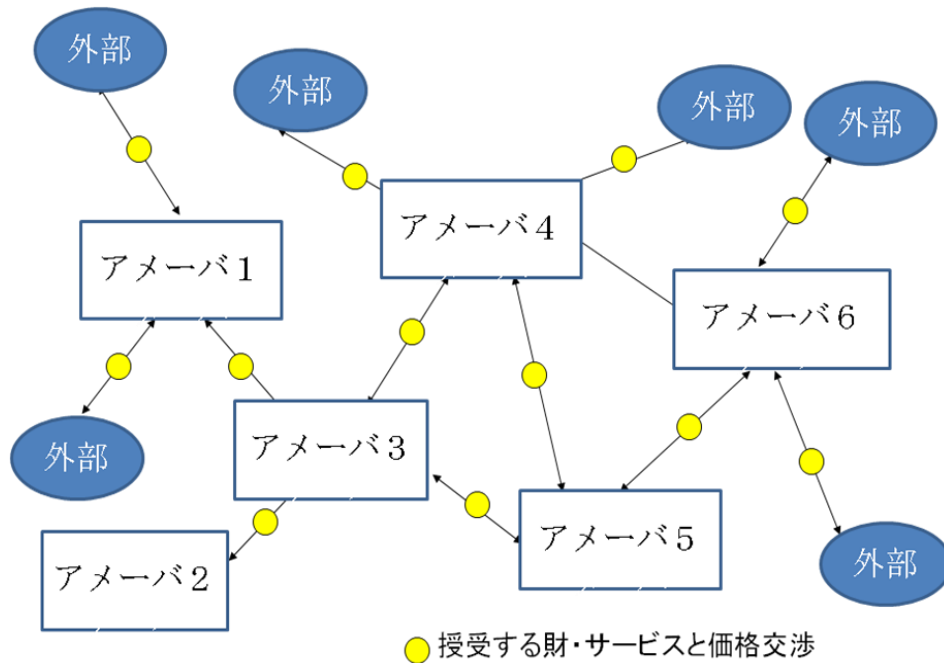 外部
外部
外部
外部
アメーバ４
アメーバ１
アメーバ６
アメーバ３
外部
アメーバ５
外部
アメーバ２
授受する財・サービスと価格交渉